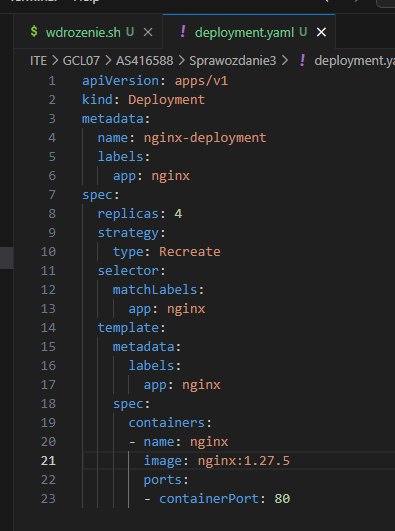 Help
$ wdrozenie.sh U × ! deployment.yaml U ×
ITE > GCL07 > AS416588 > Sprawozdanie3 > ! deployment.ya
1 apiVersion: apps/v1
2 kind: Deployment
3 metadata:
4   name: nginx-deployment
5   labels:
6     app: nginx
7 spec:
8   replicas: 4
9   strategy:
10     type: Recreate
11   selector:
12     matchLabels:
13       app: nginx
14   template:
15     metadata:
16       labels:
17         app: nginx
18     spec:
19       containers:
20       - name: nginx
21         image: nginx:1.27.5
22         ports:
23         - containerPort: 80